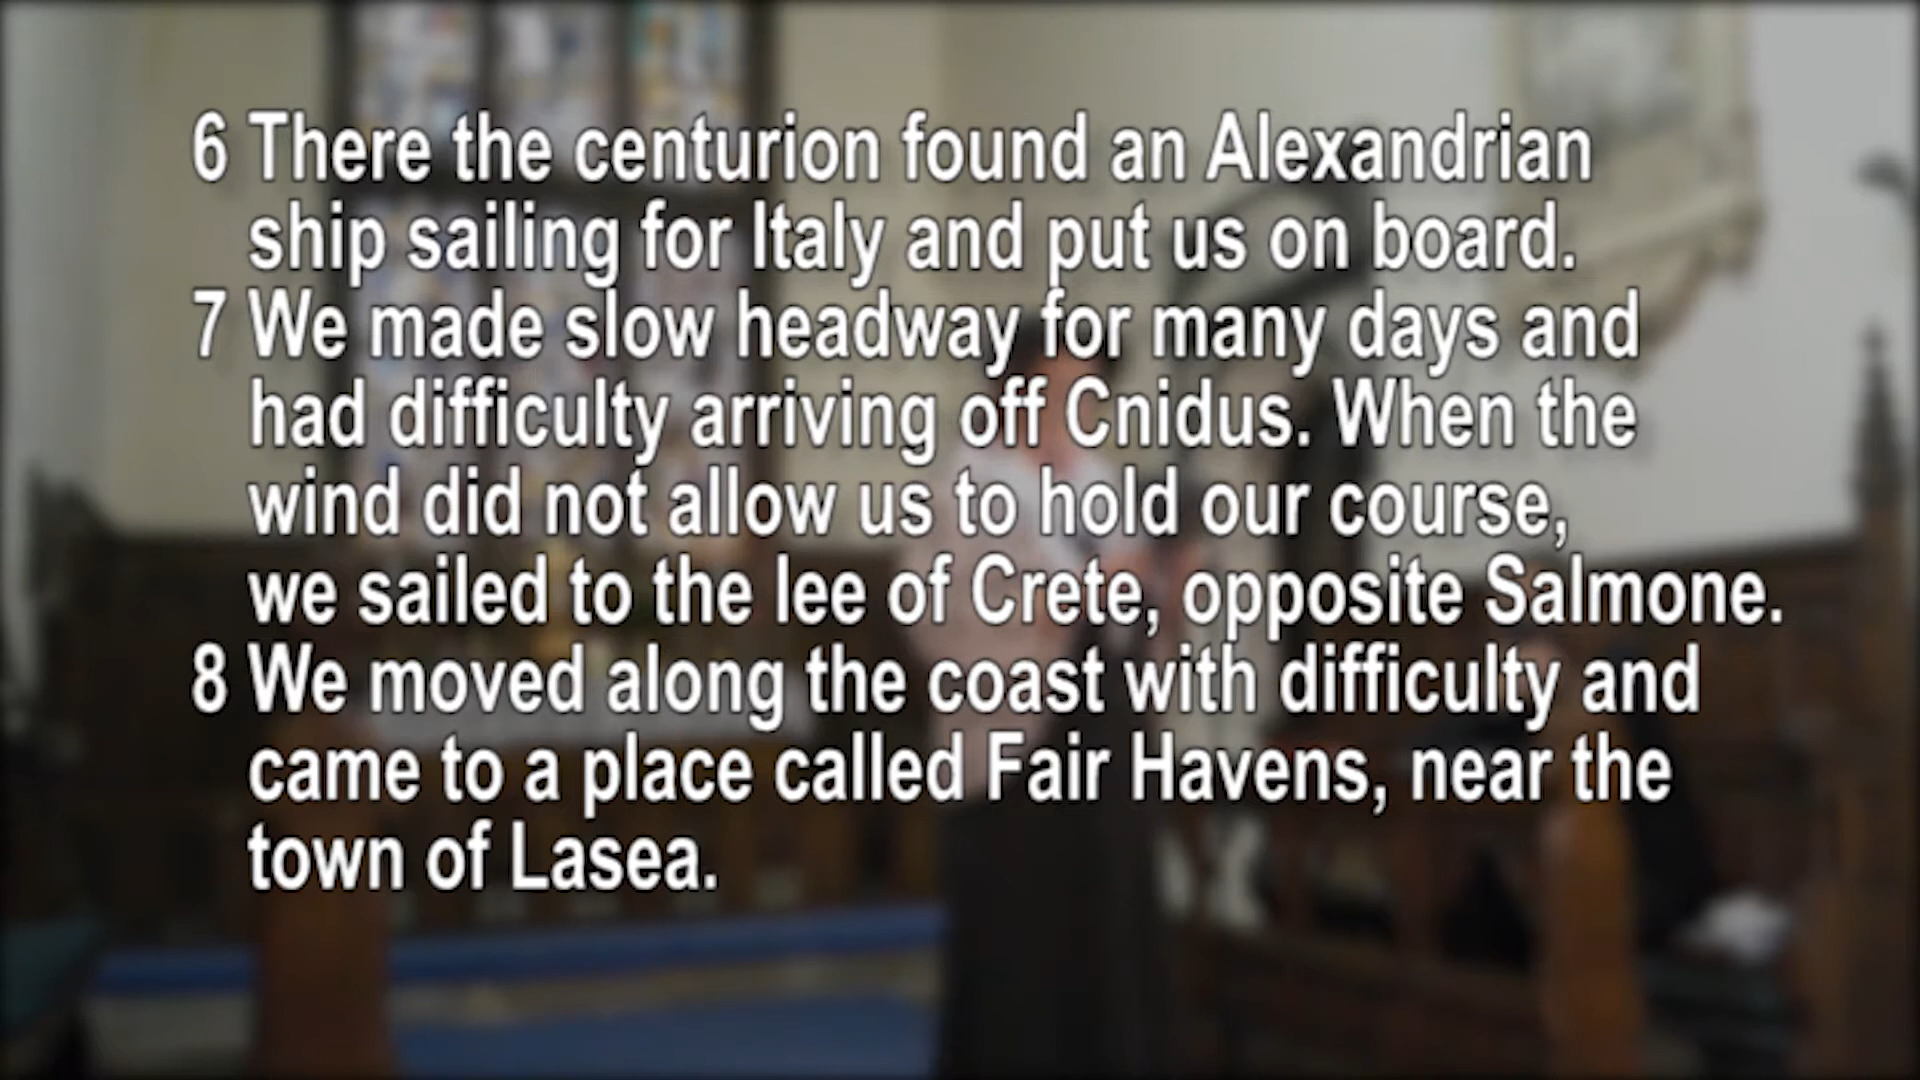 6 There the centurion found an Alexandrian
ship sailing for Italy and put us on board.
7 We made slow headway for many days and
had difficulty arriving off Cnidus. When the
wind did not allow us to hold our course,
we sailed to the lee of Crete, opposite Salmone.
8 We moved along the coast with difficulty and
came to a place called Fair Havens, near the
town of Lasea.